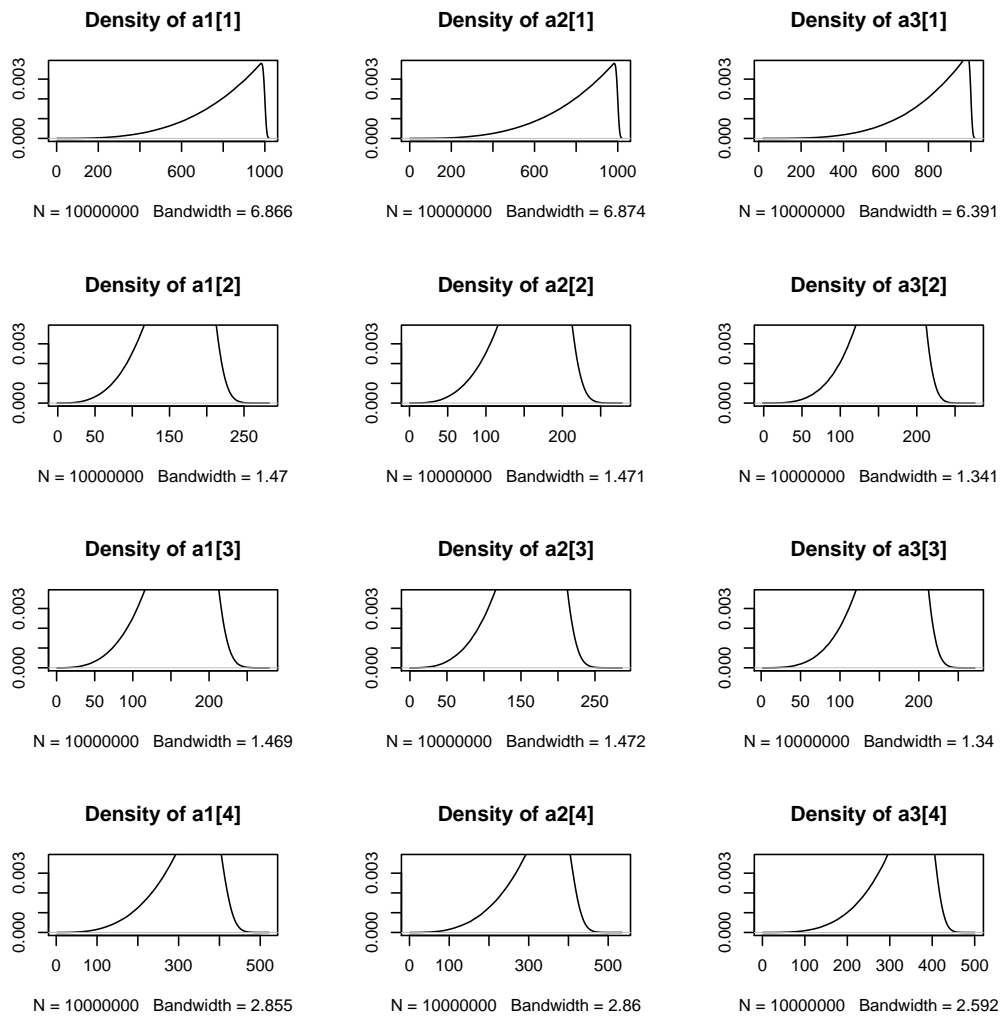 Density of a1[1]
Density of a2[1]
Density of a3[1]
0.003
0.000
0 200 600 1000
N = 10000000 Bandwidth = 6.866
0.003
0.000
0 200 600 1000
N = 10000000 Bandwidth = 6.874
0.003
0.000
0 200 400 600 800
N = 10000000 Bandwidth = 6.391
Density of a1[2]
Density of a2[2]
Density of a3[2]
0.003
0.000
0 50 150 250
N = 10000000 Bandwidth = 1.47
0.003
0.000
0 50 100 200
N = 10000000 Bandwidth = 1.471
0.003
0.000
0 50 100 200
N = 10000000 Bandwidth = 1.341
Density of a1[3]
Density of a2[3]
Density of a3[3]
0.003
0.000
0 50 100 200
N = 10000000 Bandwidth = 1.469
0.003
0.000
0 50 150 250
N = 10000000 Bandwidth = 1.472
0.003
0.000
0 50 100 200
N = 10000000 Bandwidth = 1.34
Density of a1[4]
Density of a2[4]
Density of a3[4]
0.003
0.000
0 100 300 500
N = 10000000 Bandwidth = 2.855
0.003
0.000
0 100 300 500
N = 10000000 Bandwidth = 2.86
0.003
0.000
0 100 200 300 400 500
N = 10000000 Bandwidth = 2.592